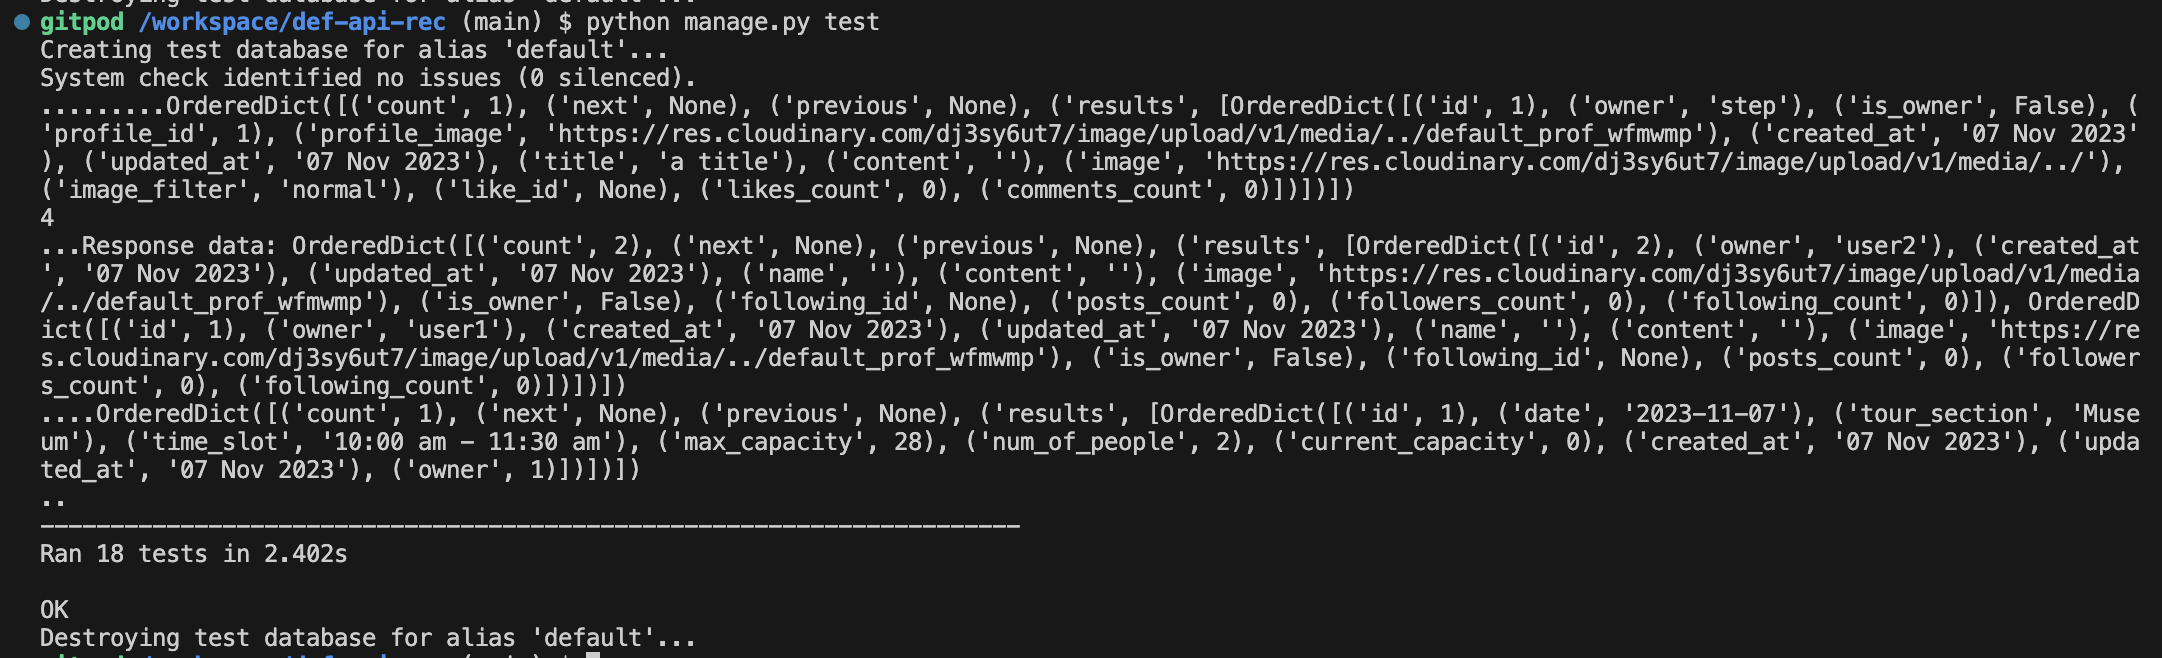 Destroying test database for alias 'default'...
gitpod /workspace/def-api-rec (main) $ python manage.py test
Creating test database for alias 'default'...
System check identified no issues (0 silenced).
.........OrderedDict([('count', 1), ('next', None), ('previous', None), ('results', [OrderedDict([('id', 1), ('owner', 'step'), ('is_owner', False), (
'profile_id', 1), ('profile_image', 'https://res.cloudinary.com/dj3sy6ut7/image/upload/v1/media/../default_prof_wfmwmp'), ('created_at', '07 Nov 2023'
), ('updated_at', '07 Nov 2023'), ('title', 'a title'), ('content', ''), ('image', 'https://res.cloudinary.com/dj3sy6ut7/image/upload/v1/media/../'),
('image_filter', 'normal'), ('like_id', None), ('likes_count', 0), ('comments_count', 0)])])])
4
...Response data: OrderedDict([('count', 2), ('next', None), ('previous', None), ('results', [OrderedDict([('id', 2), ('owner', 'user2'), ('created_at
', '07 Nov 2023'), ('updated_at', '07 Nov 2023'), ('name', ''), ('content', ''), ('image', 'https://res.cloudinary.com/dj3sy6ut7/image/upload/v1/media
/../default_prof_wfmwmp'), ('is_owner', False), ('following_id', None), ('posts_count', 0), ('followers_count', 0), ('following_count', 0)]), OrderedD
ict([('id', 1), ('owner', 'user1'), ('created_at', '07 Nov 2023'), ('updated_at', '07 Nov 2023'), ('name', ''), ('content', ''), ('image', 'https://re
s.cloudinary.com/dj3sy6ut7/image/upload/v1/media/../default_prof_wfmwmp'), ('is_owner', False), ('following_id', None), ('posts_count', 0), ('follower
s_count', 0), ('following_count', 0)])])])
....OrderedDict([('count', 1), ('next', None), ('previous', None), ('results', [OrderedDict([('id', 1), ('date', '2023-11-07'), ('tour_section', 'Muse
um'), ('time_slot', '10:00 am - 11:30 am'), ('max_capacity', 28), ('num_of_people', 2), ('current_capacity', 0), ('created_at', '07 Nov 2023'), ('upda
ted_at', '07 Nov 2023'), ('owner', 1)])])])
..
----------------------------------------------------------------------
Ran 18 tests in 2.402s
OK
Destroying test database for alias 'default'...